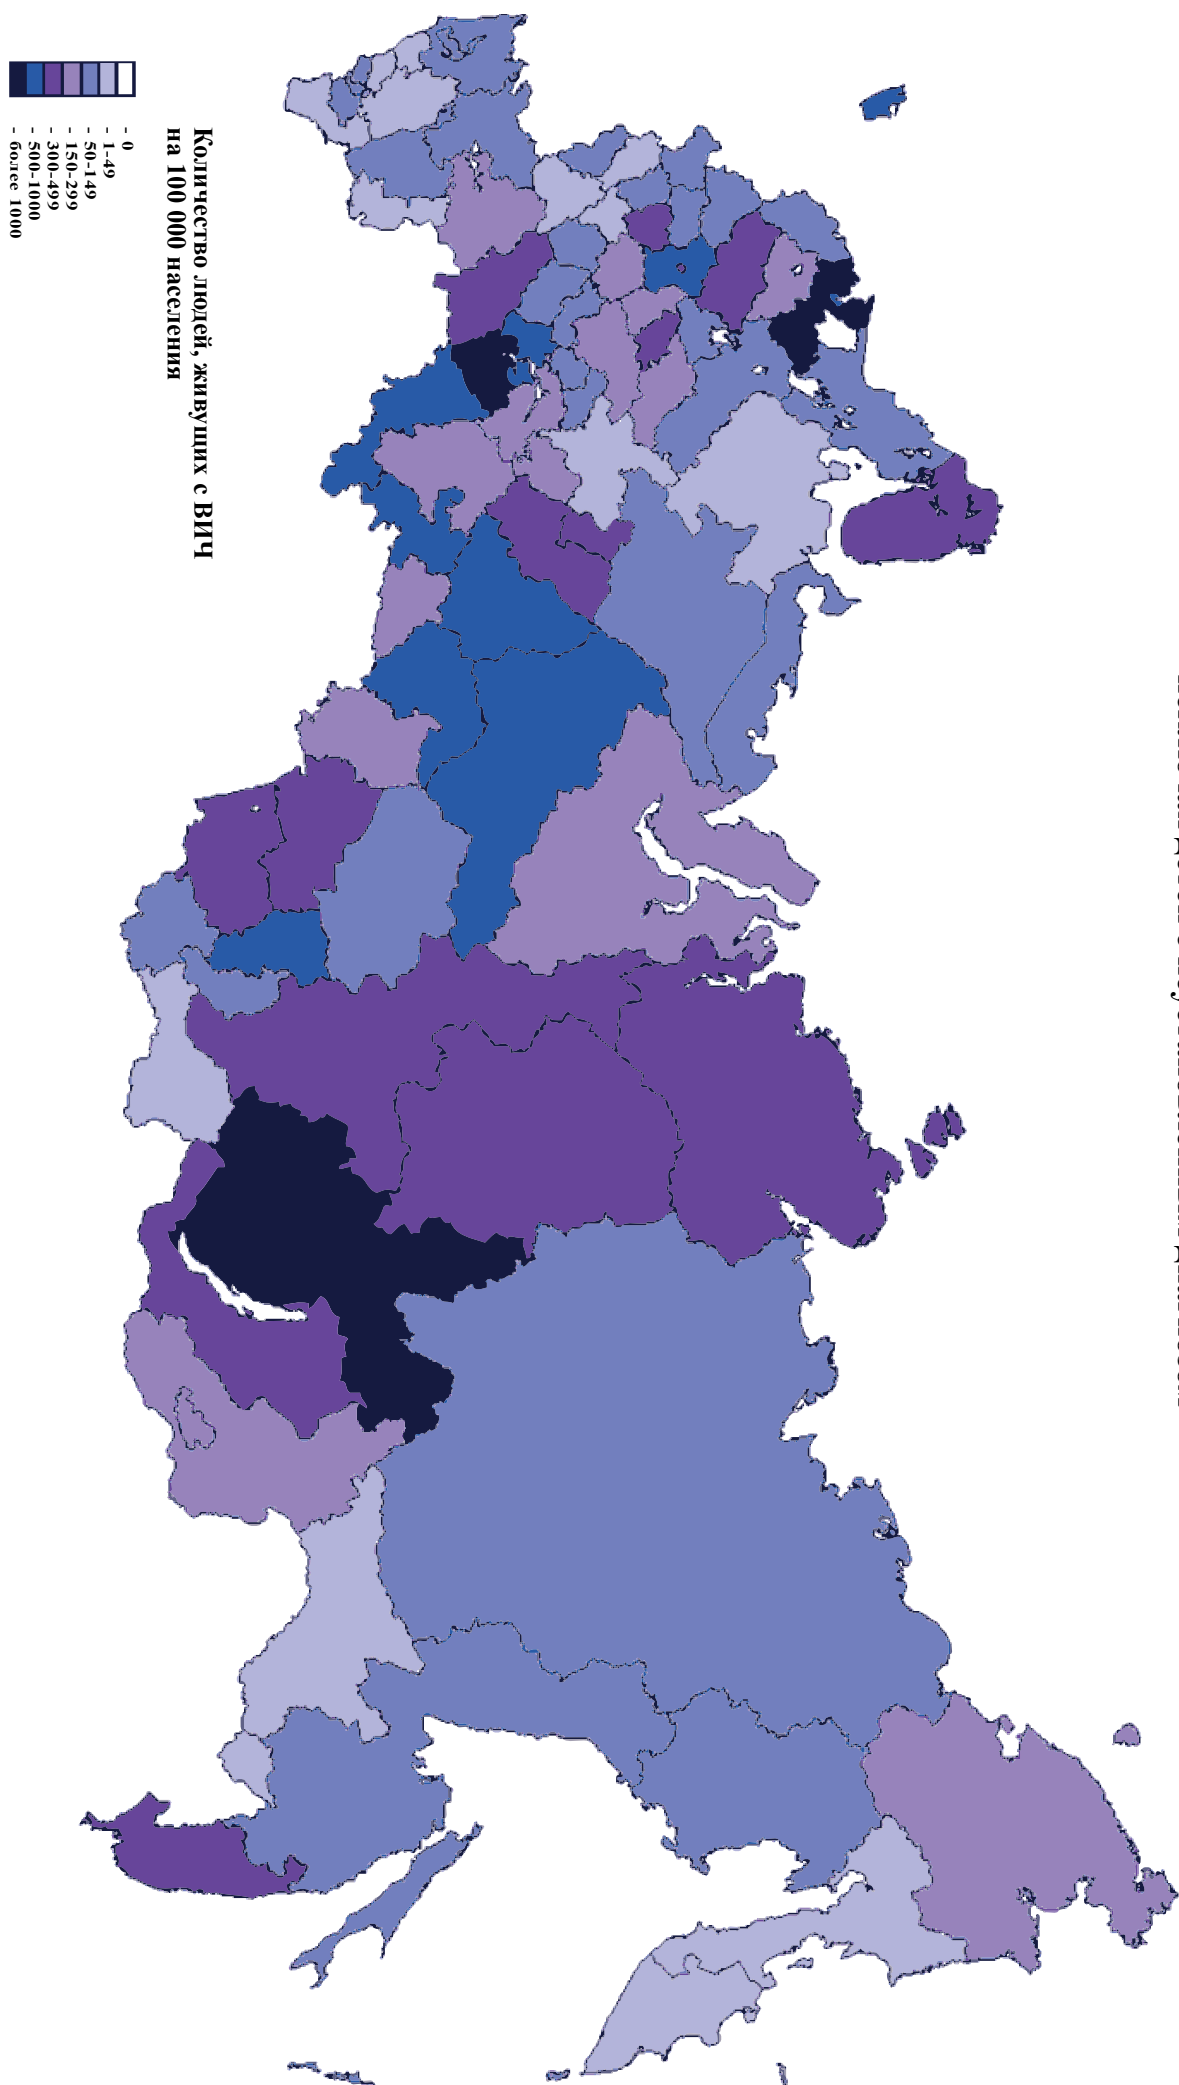 Количество людей, живущих с ВИЧ
на 100 000 населения
- 0
- 1-49
- 50-149
- 150-299
- 300-499
- 500-1000
- более 1000